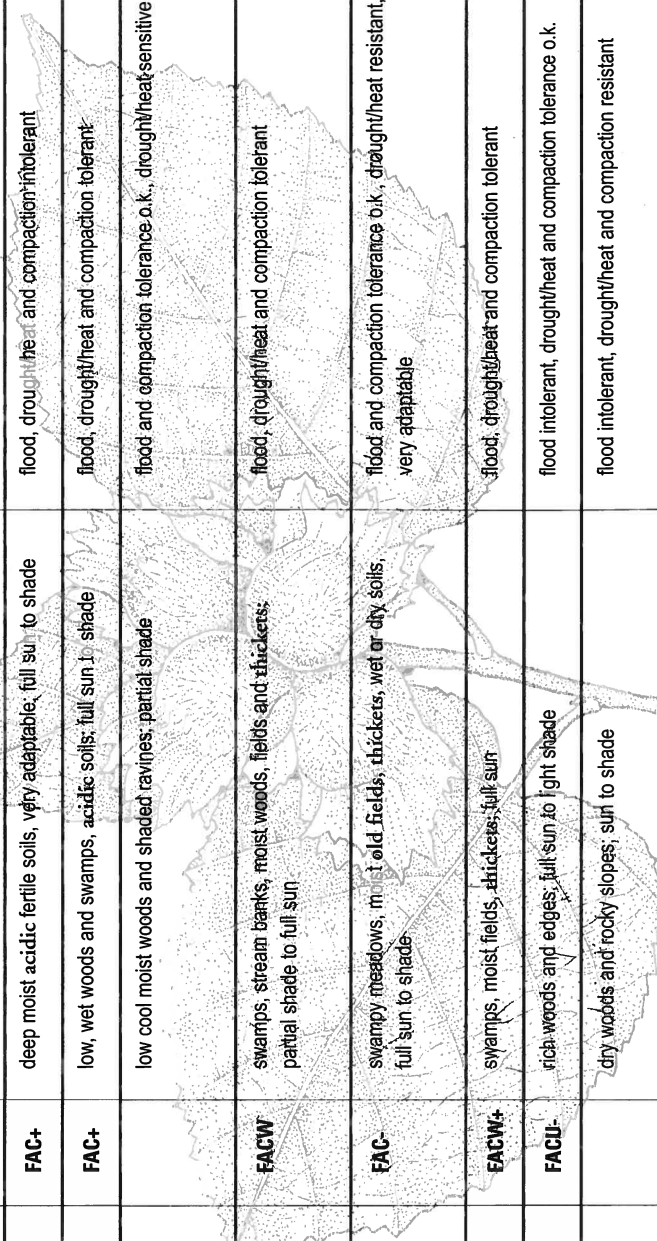 FAC+ deep moist acidic fertile soils, very adaptable; full sun to shade flood, drought/heat and compaction intolerant
FAC+ low, wet woods and swamps, acidic soils; full sun to shade flood, drought/heat and compaction tolerant
low cool moist woods and shaded ravines; partial shade flood and compaction tolerance o.k., drought/heat sensitive
FACW swamps, stream banks, moist woods, fields and thickets; flood, drought/heat and compaction tolerant
partial shade to full sun
FAC- swampy meadows, moist old fields, thickets, wet or dry soils, flood and compaction tolerance o.k., drought/heat resistant,
full sun to shade very adaptable
FACW+ swamps, moist fields, thickets; full sun flood, drought/heat and compaction tolerant
FACU- rich woods and edges; full sun to light shade flood intolerant, drought/heat and compaction tolerance o.k.
dry woods and rocky slopes; sun to shade flood intolerant, drought/heat and compaction resistant